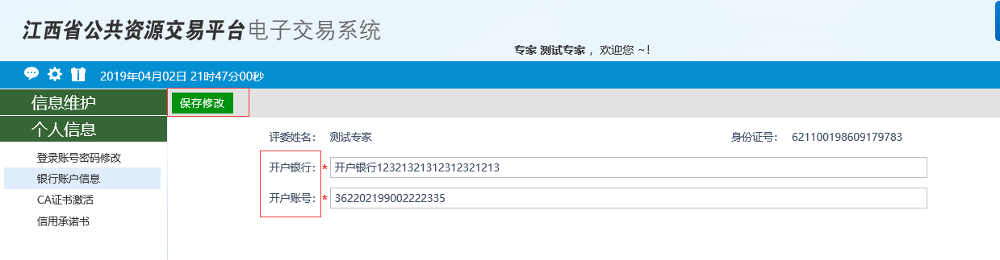 江西省公共资源交易平台电子交易系统
专家 测试专家 ，欢迎您 ~！
2019年04月02日 21时47分00秒
信息维护
保存修改
个人信息
评委姓名： 测试专家 身份证号： 621100198609179783
登录账号密码修改
开户银行： * 开户银行12321321312312321213
银行账户信息
开户账号： * 362202199002222335
CA证书激活
信用承诺书